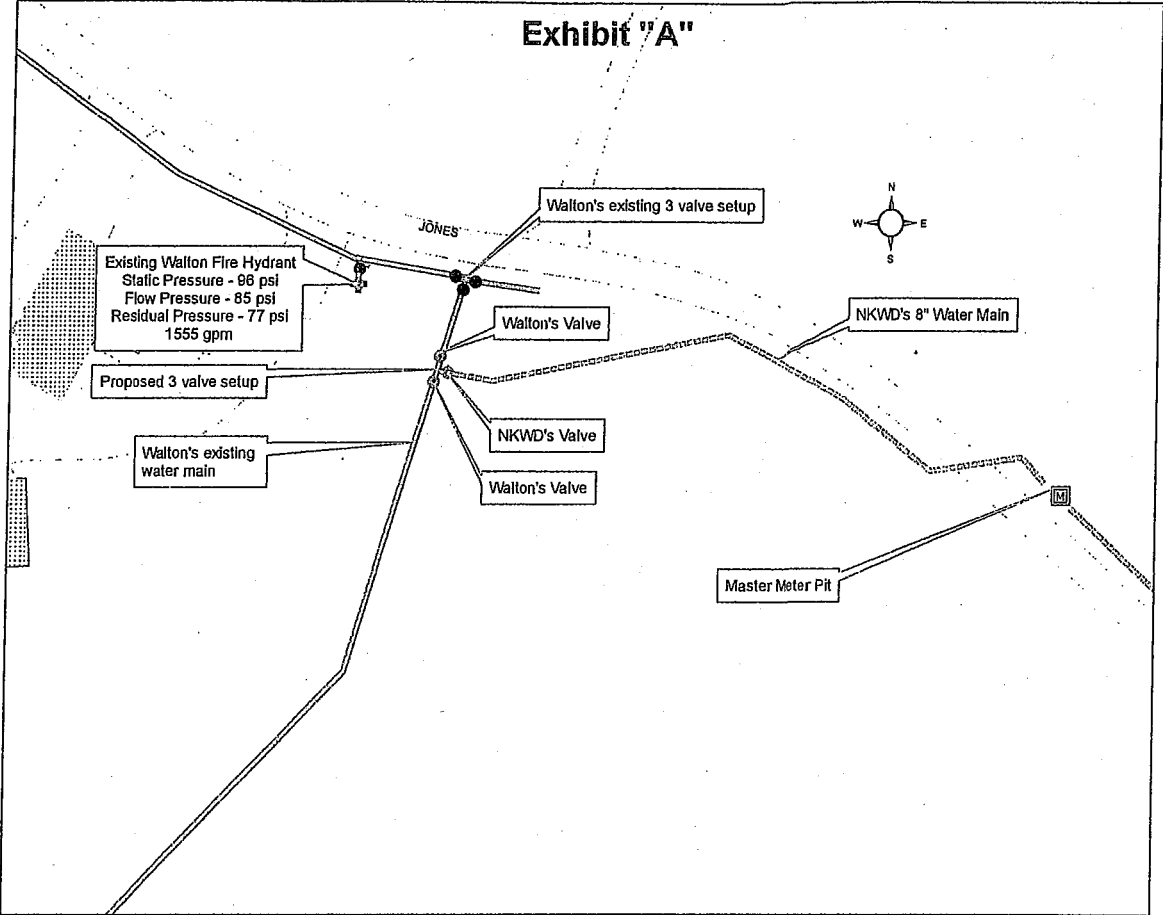 Exhibit "A"
Walton's existing 3 valve setup
JONES
N
W
E
S
Existing Walton Fire Hydrant
Static Pressure - 96 psi
Flow Pressure - 85 psi
Residual Pressure - 77 psi
1555 gpm
NKWD's 8" Water Main
Walton's Valve
Proposed 3 valve setup
NKWD's Valve
Walton's existing
water main
Walton's Valve
M
Master Meter Pit